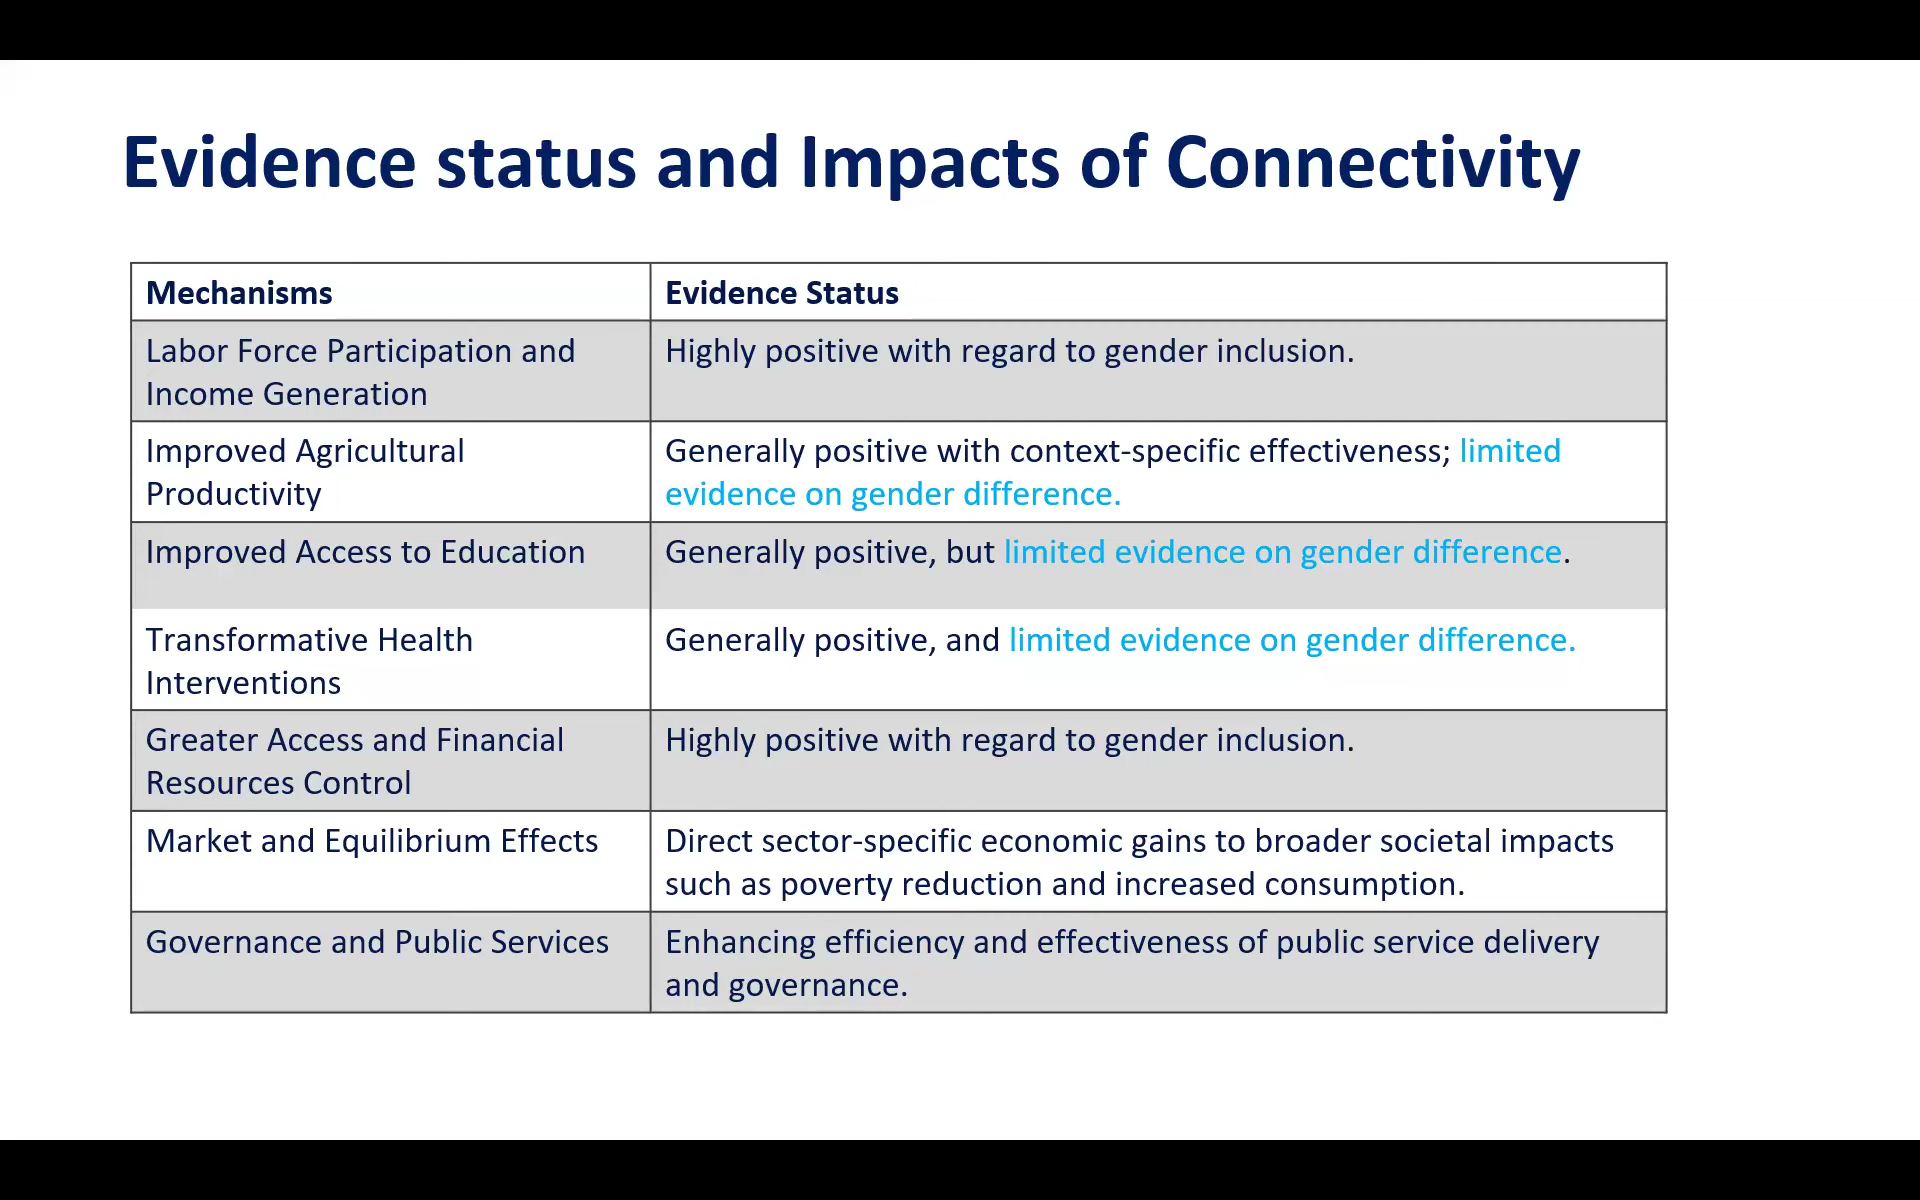 Evidence status and Impacts of Connectivity
Mechanisms
Evidence Status
Labor Force Participation and
Income Generation
Highly positive with regard to gender inclusion.
Improved Agricultural
Productivity
Generally positive with context-specific effectiveness; limited
evidence on gender difference.
Improved Access to Education
Generally positive, but limited evidence on gender difference.
Transformative Health
Interventions
Generally positive, and limited evidence on gender difference.
Greater Access and Financial
Resources Control
Highly positive with regard to gender inclusion.
Market and Equilibrium Effects
Direct sector-specific economic gains to broader societal impacts
such as poverty reduction and increased consumption.
Governance and Public Services
Enhancing efficiency and effectiveness of public service delivery
and governance.